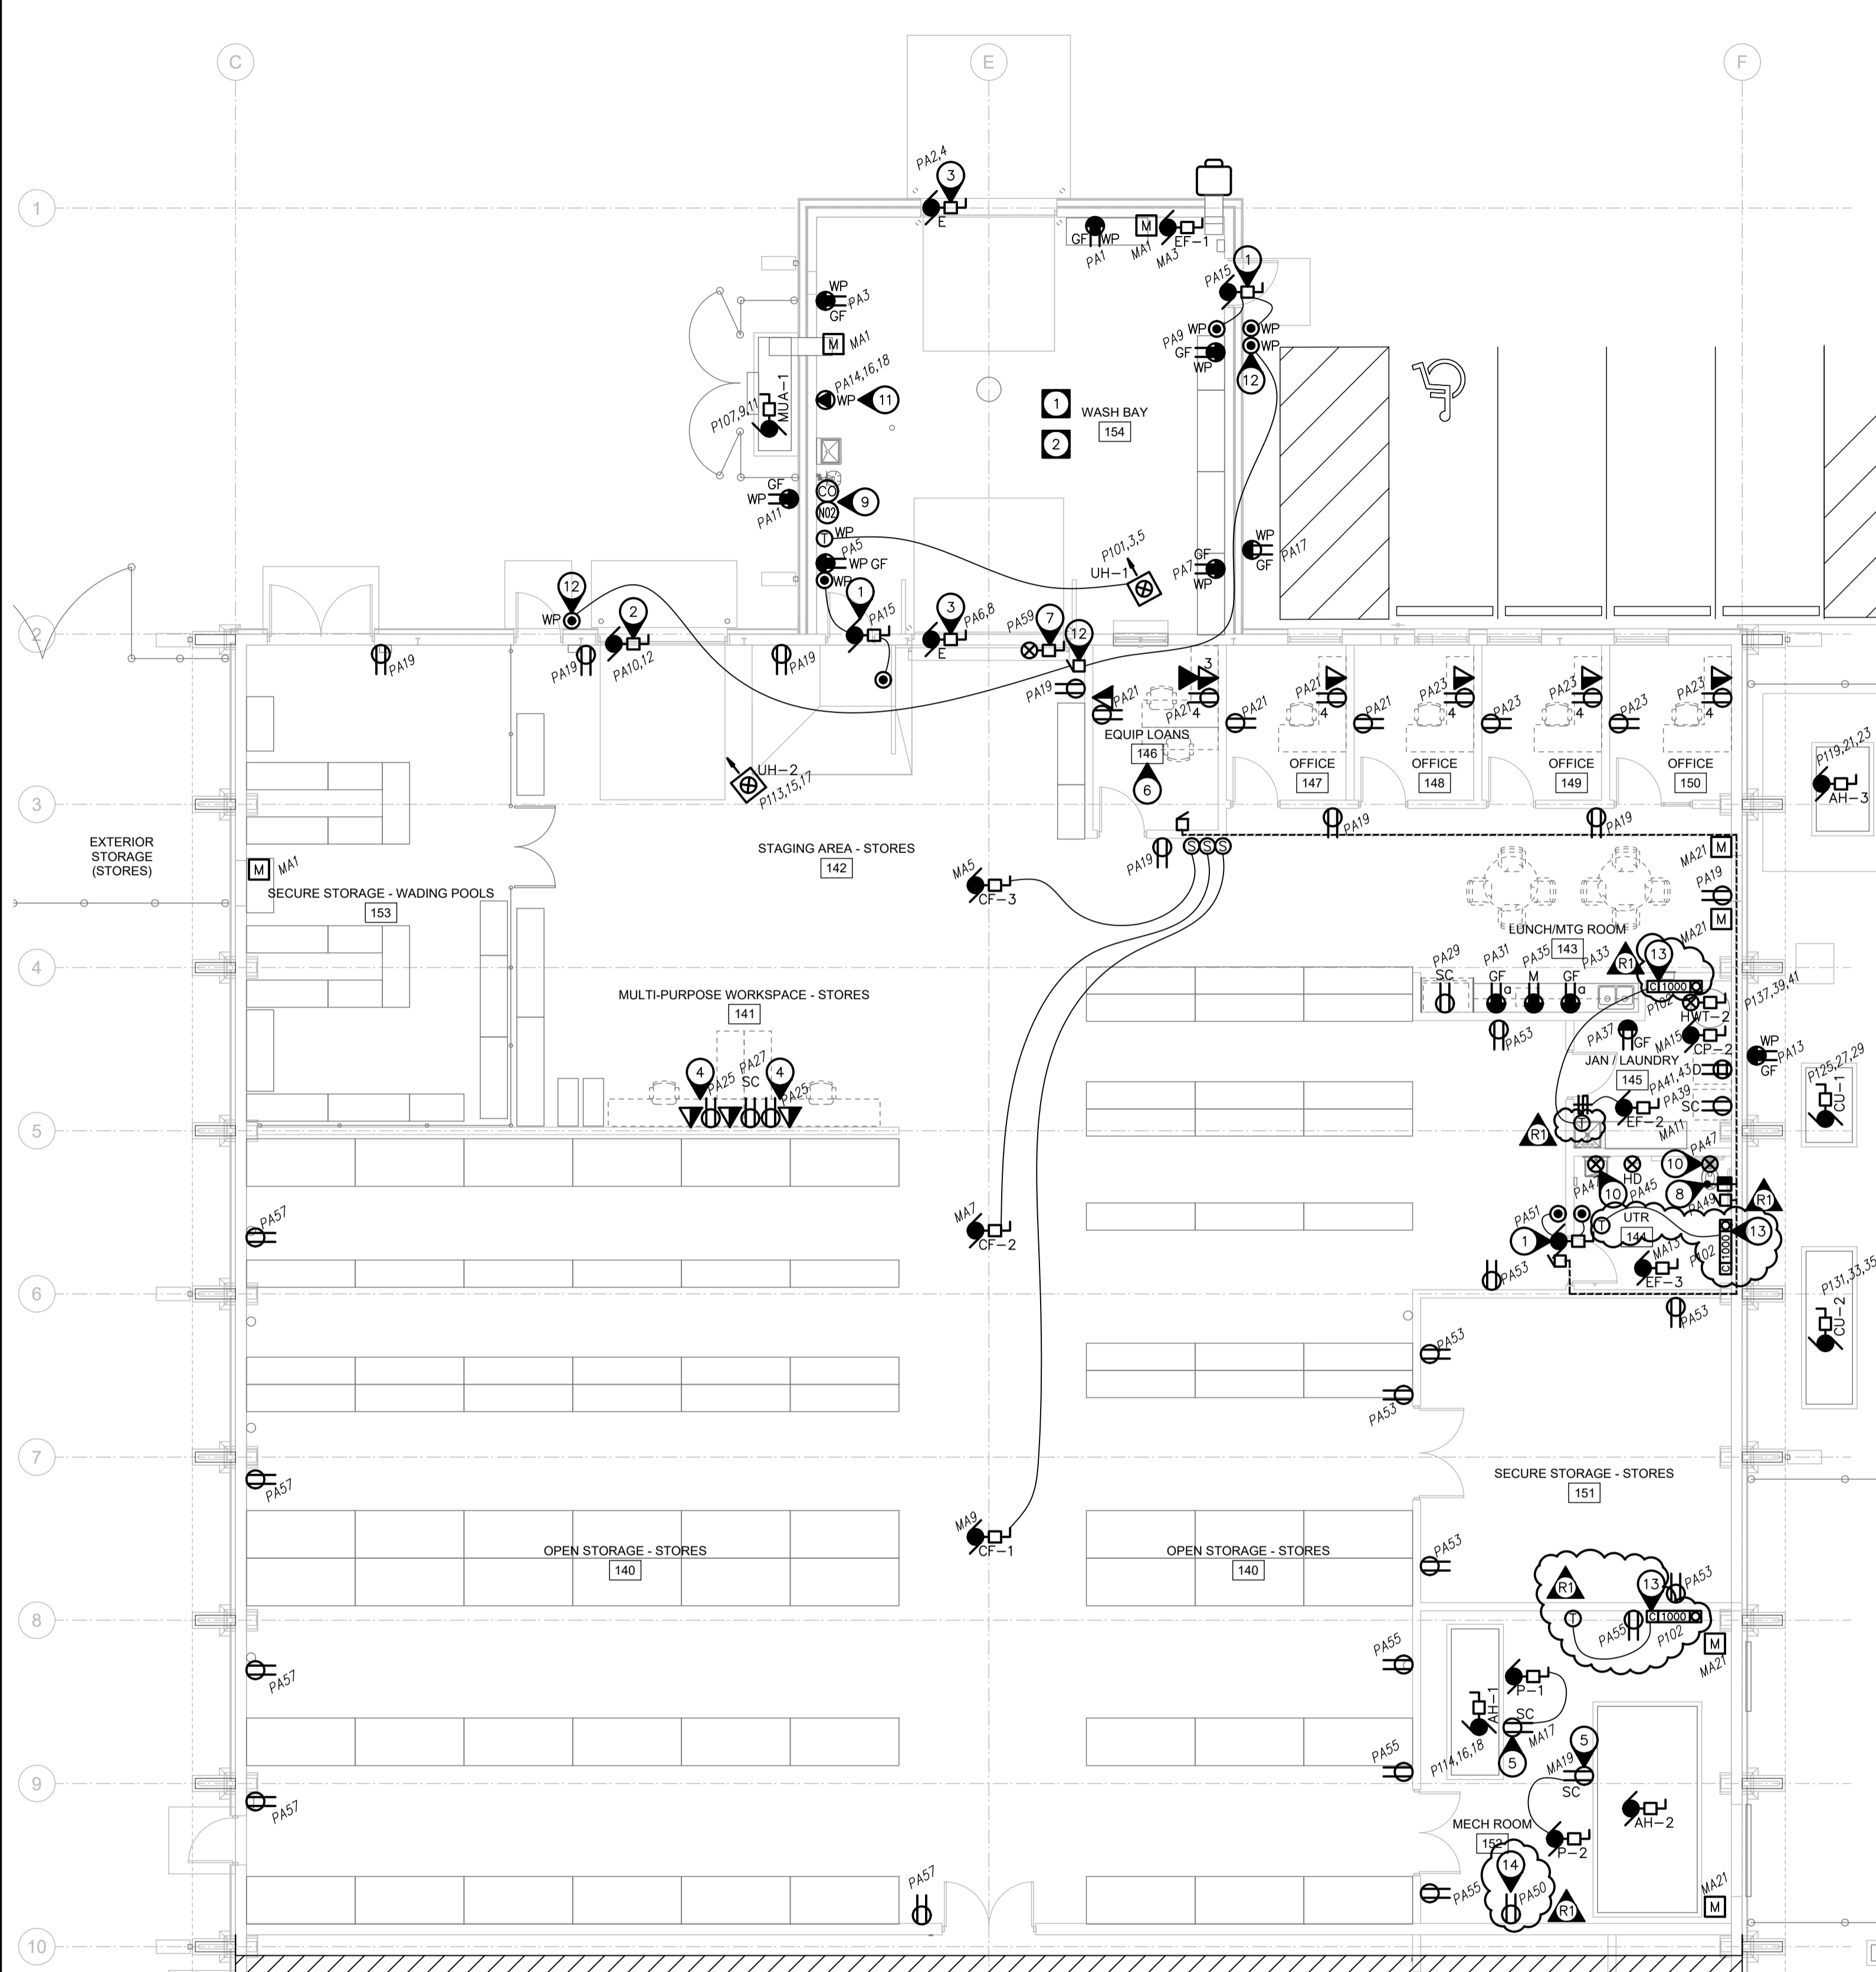 C
E
F
1
PA2,4
3
E
GF WP
PA1
M
MA1
MA3
EF-1
1
PA15
WP
PA3
GF
M
MA1
PA9
WP
WP
GF
WP
WP
12
PA14,16,18
WP
11
MUA-1
P107,9,11
1
WASH BAY
154
2
GF
WP
PA11
CO
9
NO2
T
WP
PA5
WP GF
WP
P101,3,5
UH-1
GF
PA7
WP
WP
PA17
GF
12
WP
2
1
PA15
3
PA6,8
E
PA59
7
12
2
PA19
PA19
PA10,12
PA19
PA19
PA21
3
PA21
4
PA21
PA21
4
PA21
PA23
4
PA23
PA23
4
PA23
PA23
4
EQUIP LOANS
146
6
OFFICE
147
OFFICE
148
OFFICE
149
OFFICE
150
P119,21,23
AH-3
UH-2
P113,15,17
3
EXTERIOR
STORAGE
(STORES)
M
MA1
SECURE STORAGE - WADING POOLS
153
STAGING AREA - STORES
142
MA5
CF-3
PA19
S
S
S
PA19
PA19
M
MA21
PA19
M
MA21
LUNCH/MTG ROOM
143
4
R1
13
C 1000
P102
P137,39,41
HWT-2
PA29
SC
PA31
GF
a
PA35
M
PA33
GF
a
PA53
PA37
GF
MA15
CP-2
WP
PA13
GF
MULTI-PURPOSE WORKSPACE - STORES
141
4
PA25
PA27
SC
4
PA25
JAN / LAUNDRY
145
PA41,43
D
PA39
SC
P125,27,29
CU-1
5
R1
T
EF-2
MA11
PA47
10
HD
PA47
10
PA45
8
PA49
R1
PA51
1
T
UTR
144
13
C 1000
P102
MA13
EF-3
PA57
MA7
CF-2
6
PA53
PA53
P131,33,35
CU-2
PA53
PA53
7
PA57
SECURE STORAGE - STORES
151
MA9
CF-1
OPEN STORAGE - STORES
140
OPEN STORAGE - STORES
140
PA53
R1
13
PA53
8
T
PA55
C 1000
P102
M
MA21
PA57
PA55
P-1
AH-1
SC
MA17
5
P114,16,18
5
MA19
SC
PA55
9
PA57
AH-2
MECH ROOM
152
P-2
PA57
14
PA55
PA50
R1
MA21
M
10